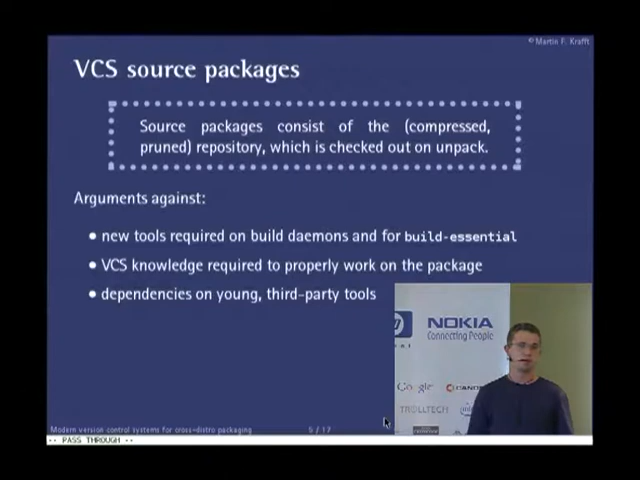 © Martin F. Krafft
VCS source packages
Source packages consist of the (compressed,
pruned) repository, which is checked out on unpack.
Arguments against:
• new tools required on build daemons and for build-essential
• VCS knowledge required to properly work on the package
• dependencies on young, third-party tools
hp
NOKIA
Connecting People
Google
TROLLTECH
Modern version control systems for cross-distro packaging
9 / 17
-- PASS THROUGH --